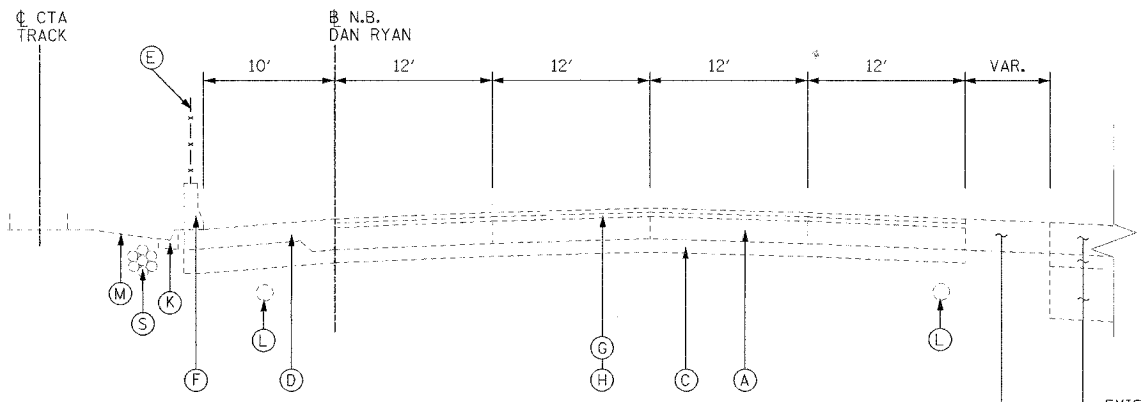 ℄ CTA
TRACK
B N.B.
DAN RYAN
E
10'
12'
12'
12'
12'
VAR.
M
S
K
F
L
D
G
H
C
A
L